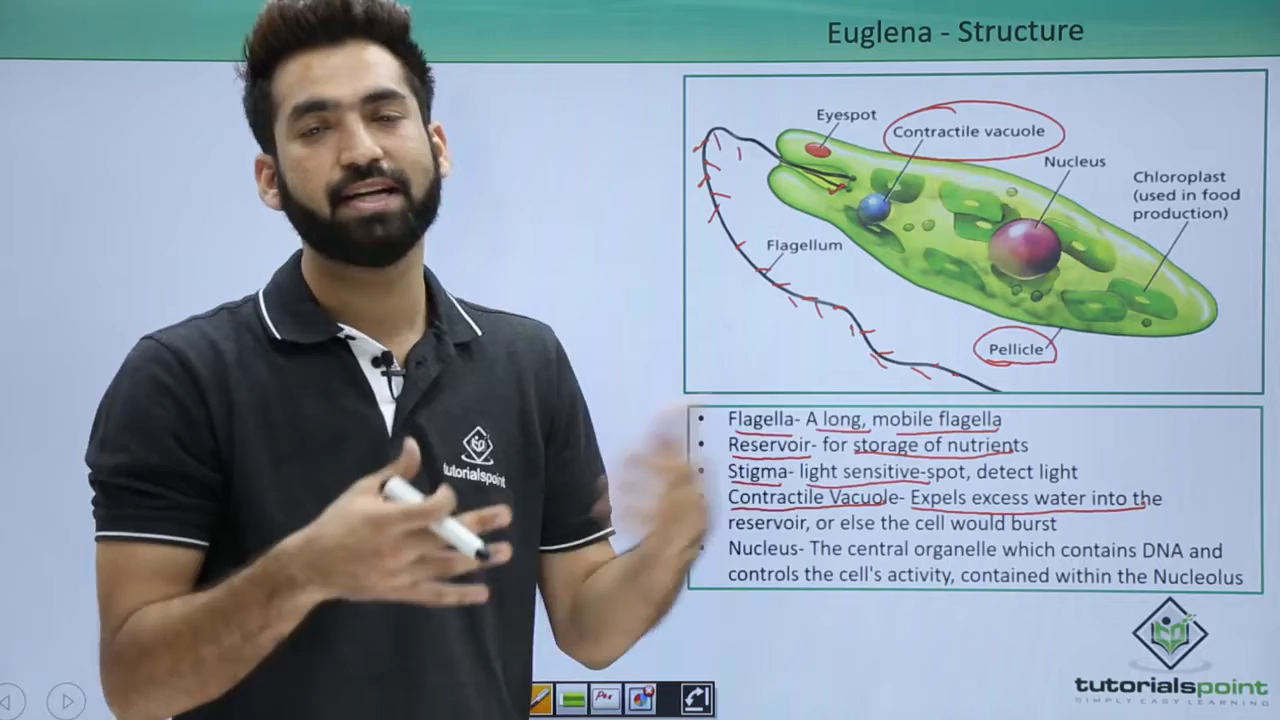 Euglena - Structure
Eyespot
Contractile vacuole
Nucleus
Chloroplast
(used in food
production)
Flagellum
Pellicle
• Flagella- A long, mobile flagella
• Reservoir- for storage of nutrients
• Stigma- light sensitive-spot, detect light
• Contractile Vacuole- Expels excess water into the
reservoir, or else the cell would burst
• Nucleus- The central organelle which contains DNA and
controls the cell's activity, contained within the Nucleolus
tutorialspoint
Pen
tutorialspoint
SIMPLY EASY LEARNING